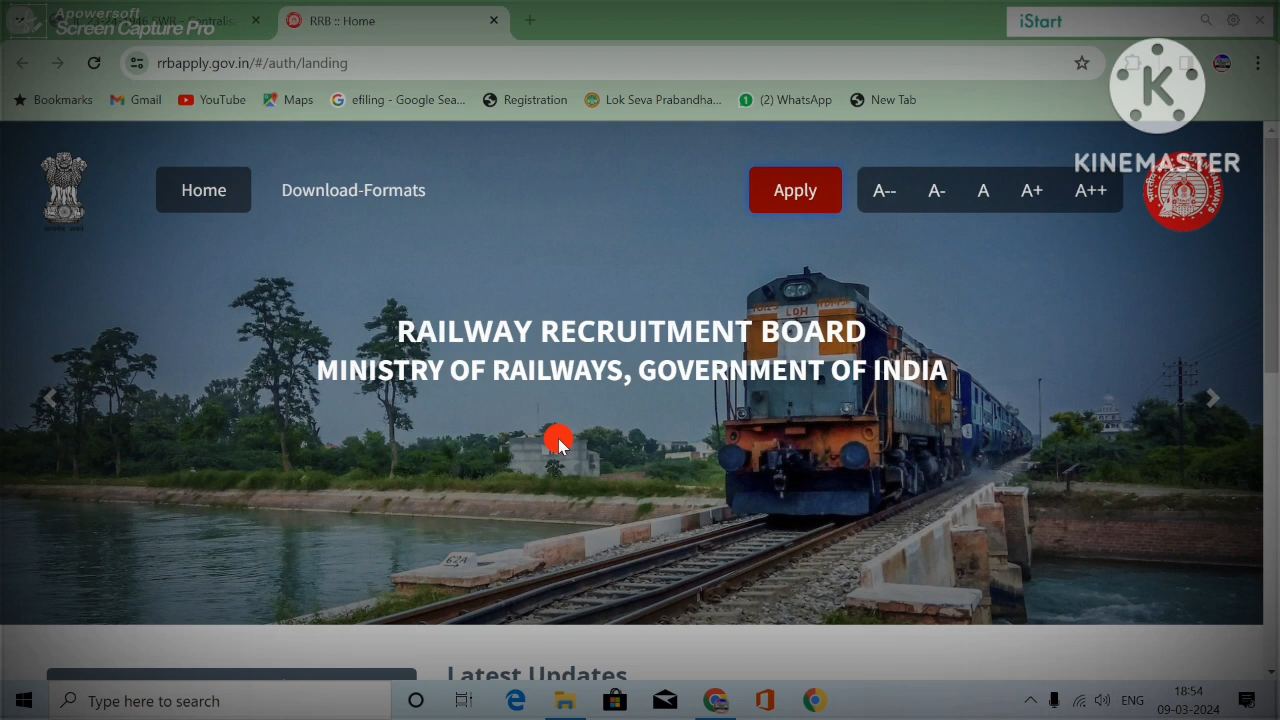 Apowersoft
Screen Capture Pro
RRB :: Home
iStart
rrbapply.gov.in/#/auth/landing
Bookmarks
Gmail
YouTube
Maps
efiling - Google Sea...
Registration
Lok Seva Prabandha...
(2) WhatsApp
New Tab
K
KINEMASTER
Home
Download-Formats
Apply
A--
A-
A
A+
A++
RAILWAY RECRUITMENT BOARD
MINISTRY OF RAILWAYS, GOVERNMENT OF INDIA
LDH
62A
Latest Updates
Type here to search
ENG
18:54
09-03-2024